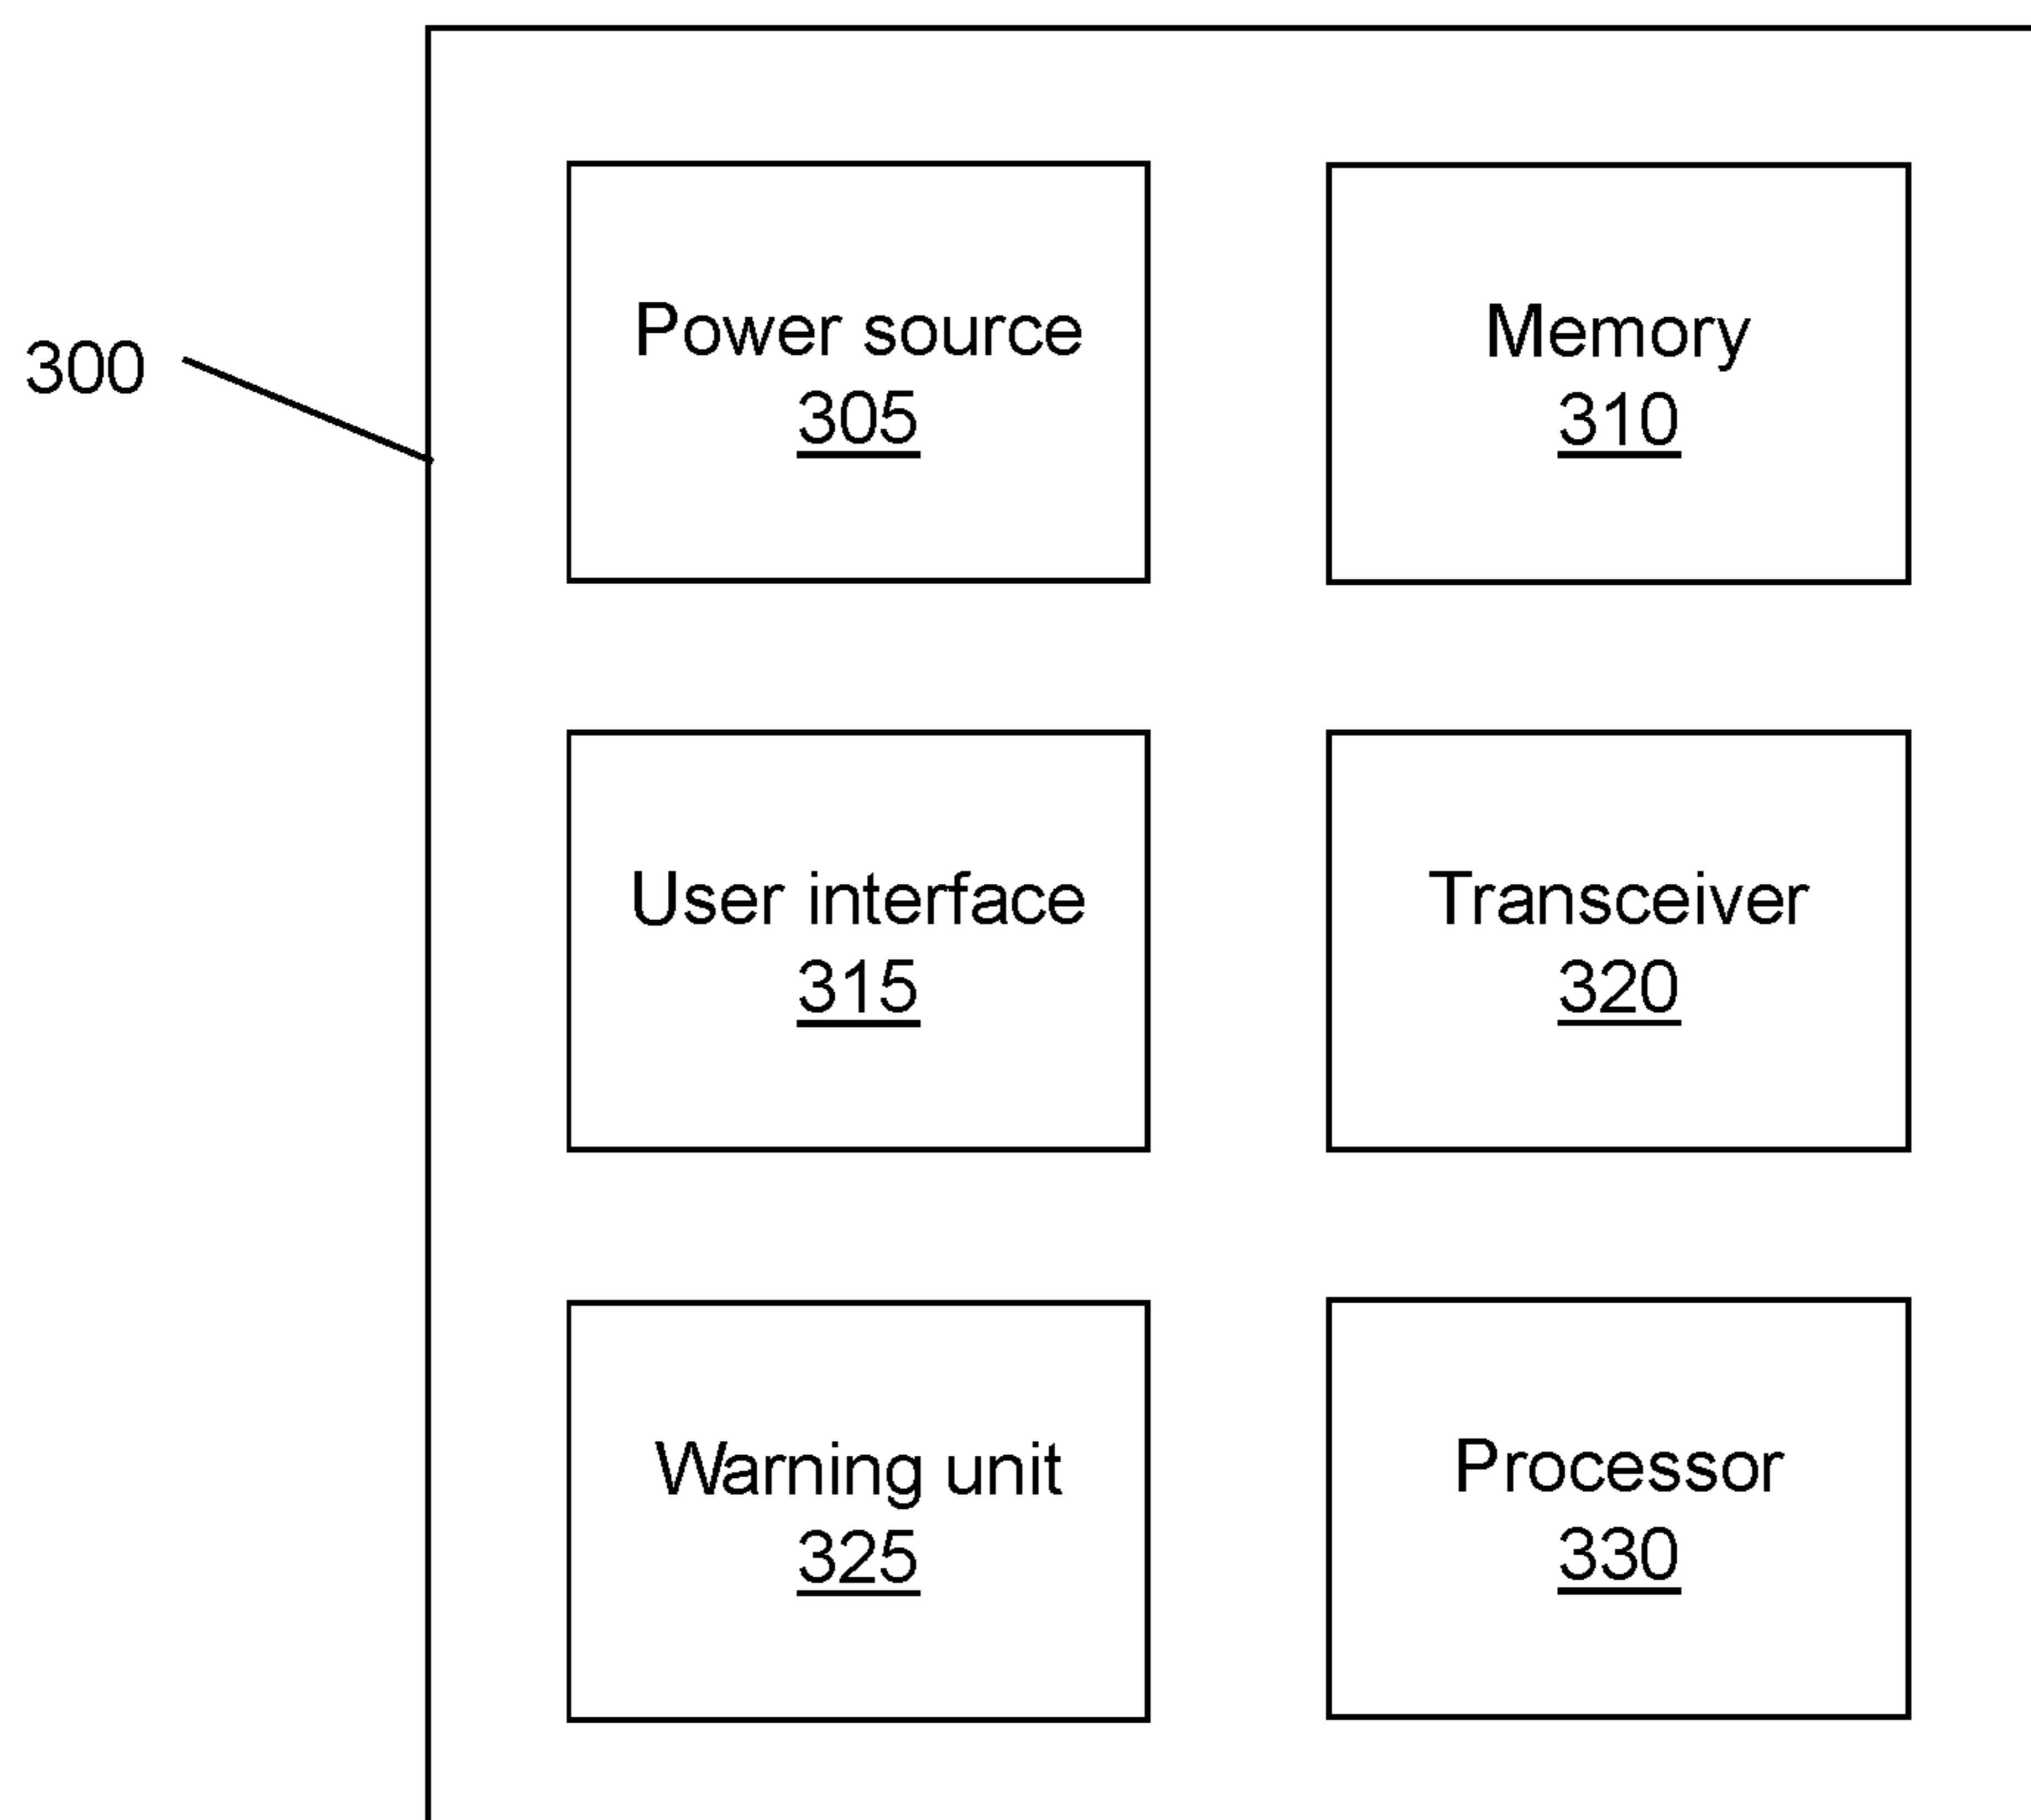 300
Power source
305
Memory
310
User interface
315
Transceiver
320
Warning unit
325
Processor
330